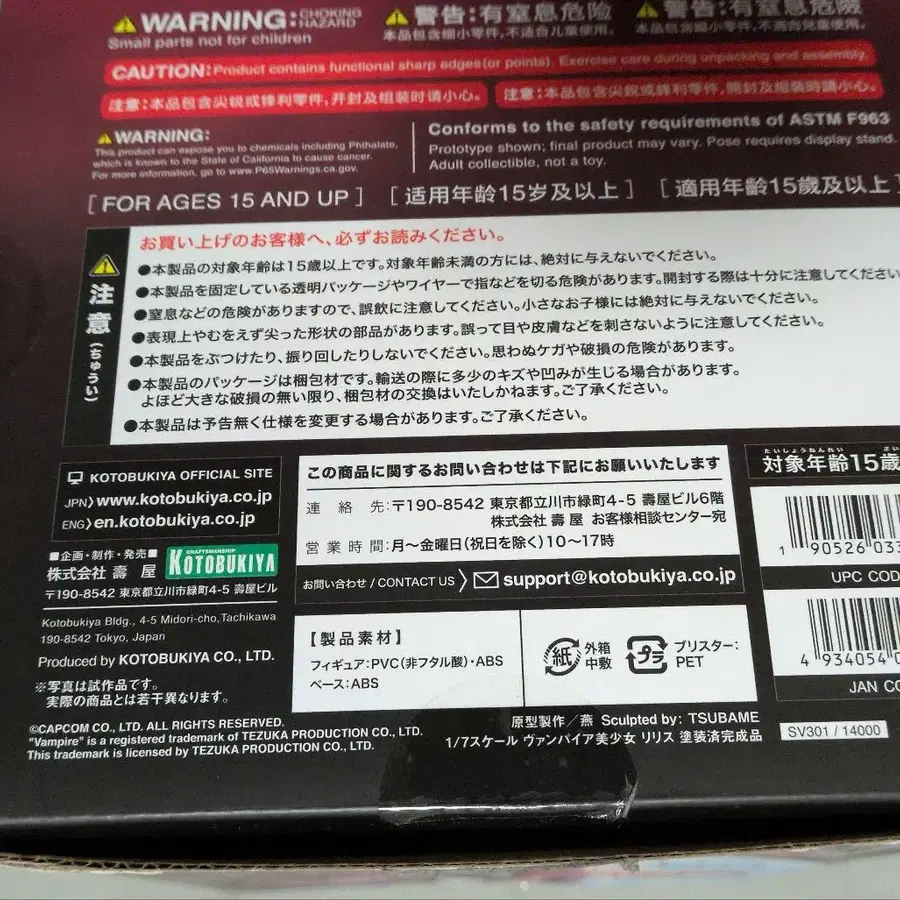 WARNING: CHOKING HAZARD
Small parts not for children
警告:有窒息危险
本品包含细小零件,不适合儿童使用。
警告:有窒息危險
本品包含細小零件,不適合兒童使用。
CAUTION: Product contains functional sharp edges(or points). Exercise care during unpacking and assembly.
注意:本品包含尖锐或锋利零件,开封及组装时请小心。
注意:本品包含尖銳或鋒利零件,開封及組裝時請小心。
WARNING:
This product can expose you to chemicals including Phthalate,
which is known to the State of California to cause cancer.
For more information, go to www.P65Warnings.ca.gov.
Conforms to the safety requirements of ASTM F963
Prototype shown; final product may vary. Pose requires display stand.
Adult collectible, not a toy.
[FOR AGES 15 AND UP] [适用年龄15岁及以上] [適用年齡15歲及以上]
注意(ちゅうい)
お買い上げのお客様へ、必ずお読みください。
●本製品の対象年齢は15歳以上です。対象年齢未満の方には、絶対に与えないでください。
●本製品を固定している透明パッケージやワイヤーで指などを切る危険があります。開封する際は十分に注意してください
●窒息などの危険がありますので、誤飲に注意してください。小さなお子様には絶対に与えないでください。
●表現上やむをえず尖った形状の部品があります。誤って目や皮膚などを刺さないように注意してください。
●本製品をぶつけたり、振り回したりしないでください。思わぬケガや破損の危険があります。
●本製品のパッケージは梱包材です。輸送の際に多少のキズや凹みが生じる場合があります。
よほど大きな破損の無い限り、梱包材の交換はいたしかねます。ご了承ください。
●本製品は予告無く仕様を変更する場合があります。ご了承ください。
KOTOBUKIYA OFFICIAL SITE
JPN〉www.kotobukiya.co.jp
ENG〉en.kotobukiya.co.jp
■企画・制作・発売■
株式会社 壽 屋
CRAFTSMANSHIP
KOTOBUKIYA
〒190-8542 東京都立川市緑町4-5 壽屋ビル
Kotobukiya Bldg., 4-5 Midori-cho,Tachikawa
190-8542 Tokyo, Japan
Produced by KOTOBUKIYA CO., LTD.
※写真は試作品です。
実際の商品とは若干異なります。
この商品に関するお問い合わせは下記にお願いいたします
連絡先:〒190-8542 東京都立川市緑町4-5 壽屋ビル6階
株式会社 壽屋 お客様相談センター宛
営業時間:月〜金曜日(祝日を除く)10〜17時
お問い合わせ / CONTACT US 〉 support@kotobukiya.co.jp
【製品素材】
フィギュア:PVC(非フタル酸)・ABS
ベース:ABS
紙
外箱
中敷
プラ
ブリスター:
PET
たいしょうねんれい さい
対象年齢15歳
1 90526 033
UPC COD
4 934054 0
JAN CO
©CAPCOM CO., LTD. ALL RIGHTS RESERVED.
"Vampire" is a registered trademark of TEZUKA PRODUCTION CO., LTD.
This trademark is licensed by TEZUKA PRODUCTION CO., LTD.
原型製作／燕 Sculpted by: TSUBAME
1/7スケール ヴァンパイア美少女 リリス 塗装済完成品
SV301 / 14000